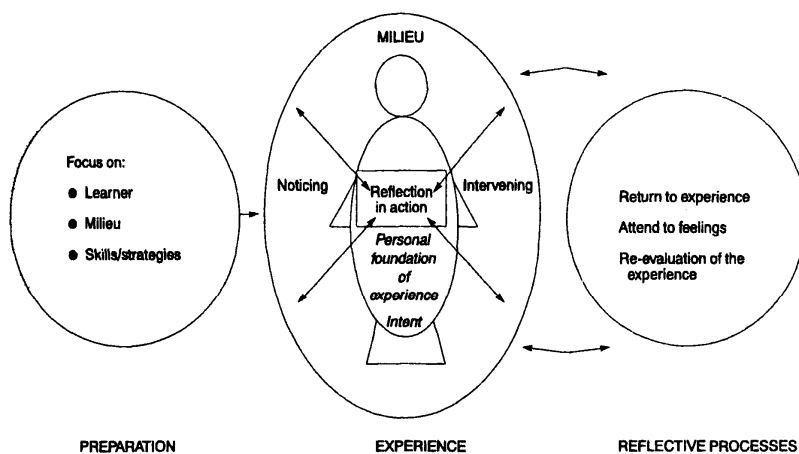 MILIEU
Focus on:
● Learner
● Milieu
● Skills/strategies
Noticing
Reflection
in action
Intervening
Personal
foundation
of
experience
Intent
Return to experience
Attend to feelings
Re-evaluation of the
experience
PREPARATION
EXPERIENCE
REFLECTIVE PROCESSES